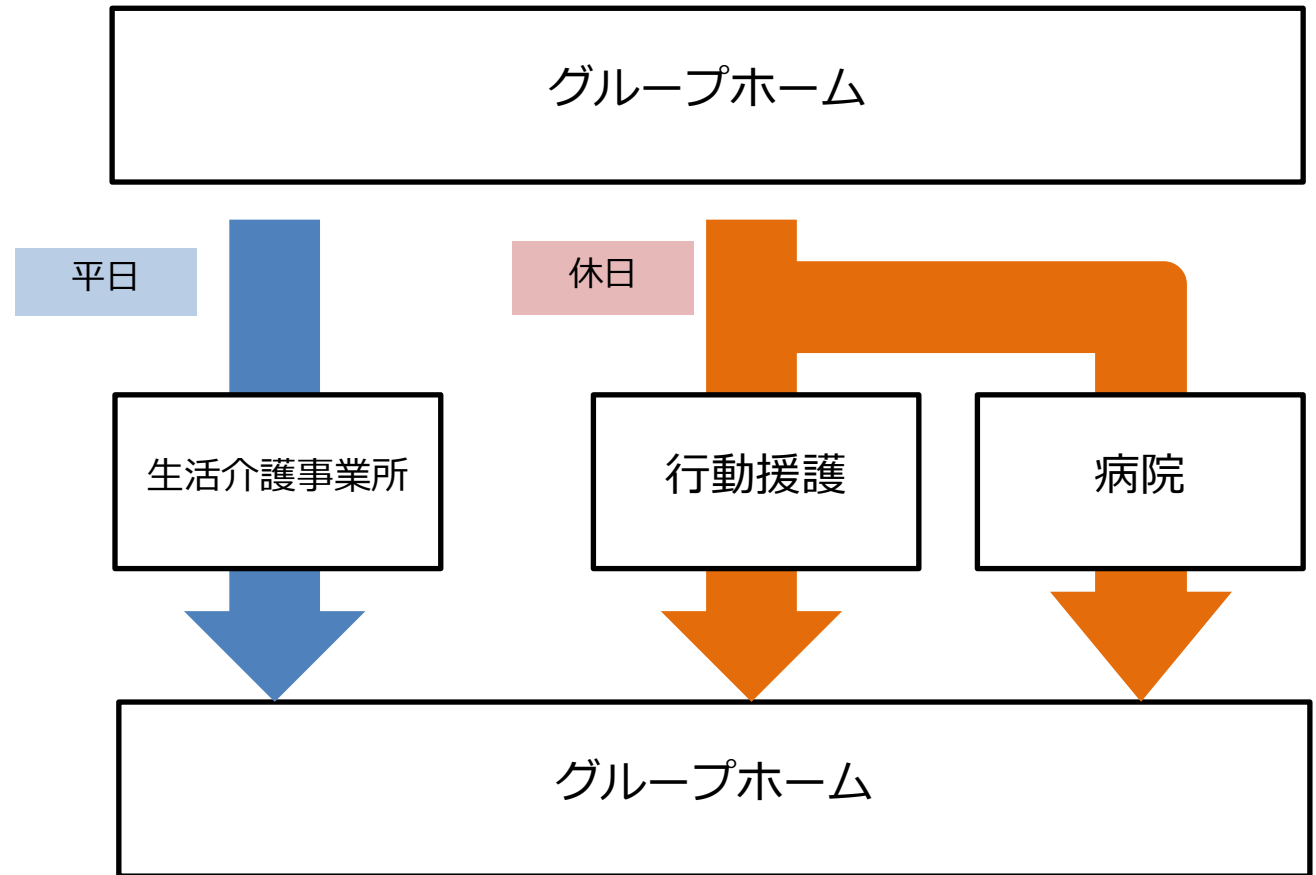 グループホーム
平日
休日
生活介護事業所
行動援護
病院
グループホーム